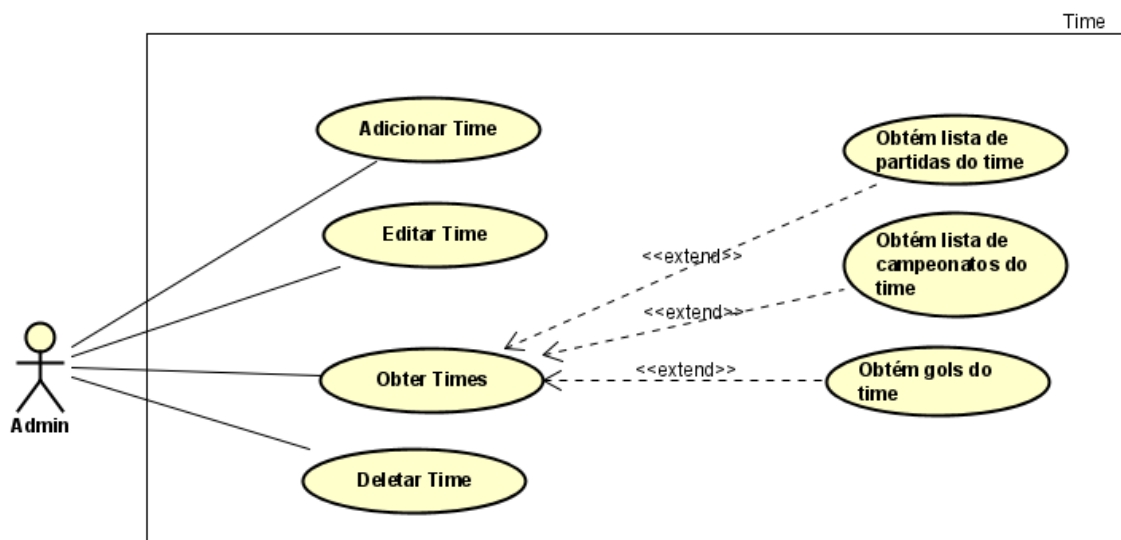 Time
Adicionar Time
Obtém lista de
partidas do time
Editar Time
Obtém lista de
campeonatos do
time
<<extend>>
<<extend>>
<<extend>>
Obter Times
Obtém gols do
time
Admin
Deletar Time